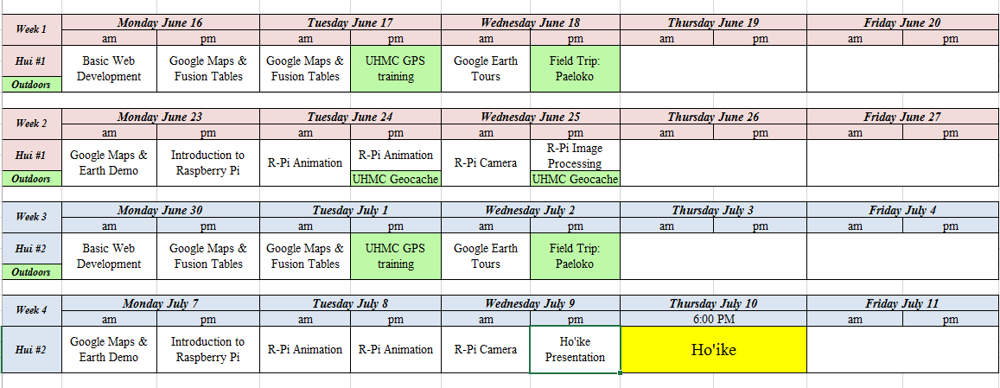 Week 1 Monday June 16 Tuesday June 17 Wednesday June 18 Thursday June 19 Friday June 20
am pm am pm am pm am pm am pm
Hui #1 Basic Web Google Maps & Google Maps & UHMC GPS Google Earth Field Trip:
Development Fusion Tables Fusion Tables training Tours Paeloko
Outdoors
Week 2 Monday June 23 Tuesday June 24 Wednesday June 25 Thursday June 26 Friday June 27
am pm am pm am pm am pm am pm
Hui #1 Google Maps & Introduction to R-Pi Animation R-Pi Animation R-Pi Camera R-Pi Image
Earth Demo Raspberry Pi Processing
Outdoors UHMC Geocache UHMC Geocache
Week 3 Monday June 30 Tuesday July 1 Wednesday July 2 Thursday July 3 Friday July 4
am pm am pm am pm am pm am pm
Hui #2 Basic Web Google Maps & Google Maps & UHMC GPS Google Earth Field Trip:
Development Fusion Tables Fusion Tables training Tours Paeloko
Outdoors
Week 4 Monday July 7 Tuesday July 8 Wednesday July 9 Thursday July 10 Friday July 11
am pm am pm am pm 6:00 PM am pm
Hui #2 Google Maps & Introduction to R-Pi Animation R-Pi Animation R-Pi Camera Ho'ike Ho'ike
Earth Demo Raspberry Pi Presentation